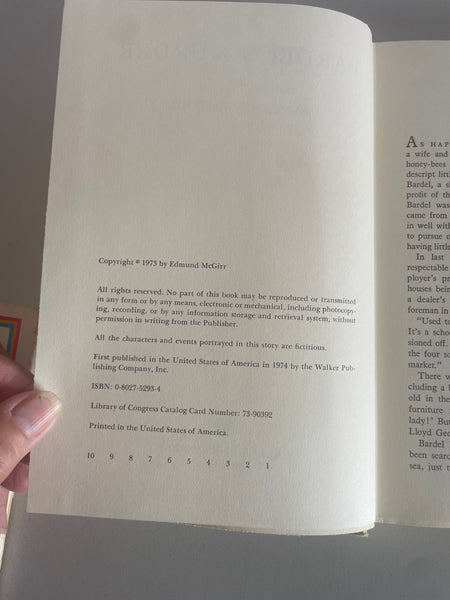 Copyright © 1973 by Edmund McGirr
All rights reserved. No part of this book may be reproduced or transmitted
in any form or by any means, electronic or mechanical, including photocopy-
ing, recording, or by any information storage and retrieval system, without
permission in writing from the Publisher.
All the characters and events portrayed in this story are fictitious.
First published in the United States of America in 1974 by the Walker Pub-
lishing Company, Inc.
ISBN: 0-8027-5293-4
Library of Congress Catalog Card Number: 73-90392
Printed in the United States of America.
10 9 8 7 6 5 4 3 2 1
As hap
a wife and
honey-bees
descript littl
Bardel, a s
profit of th
Bardel was
came from
in well with
to pursue o
having little
In last
respectable
ployer's pr
houses bein
a dealer's
foreman in
"Used to
It's a scho
sioned off.
the four sc
market."
There w
cluding a b
old in the
furniture
lady!' But
Lloyd Geo
Bardel
been searc
sea, just t